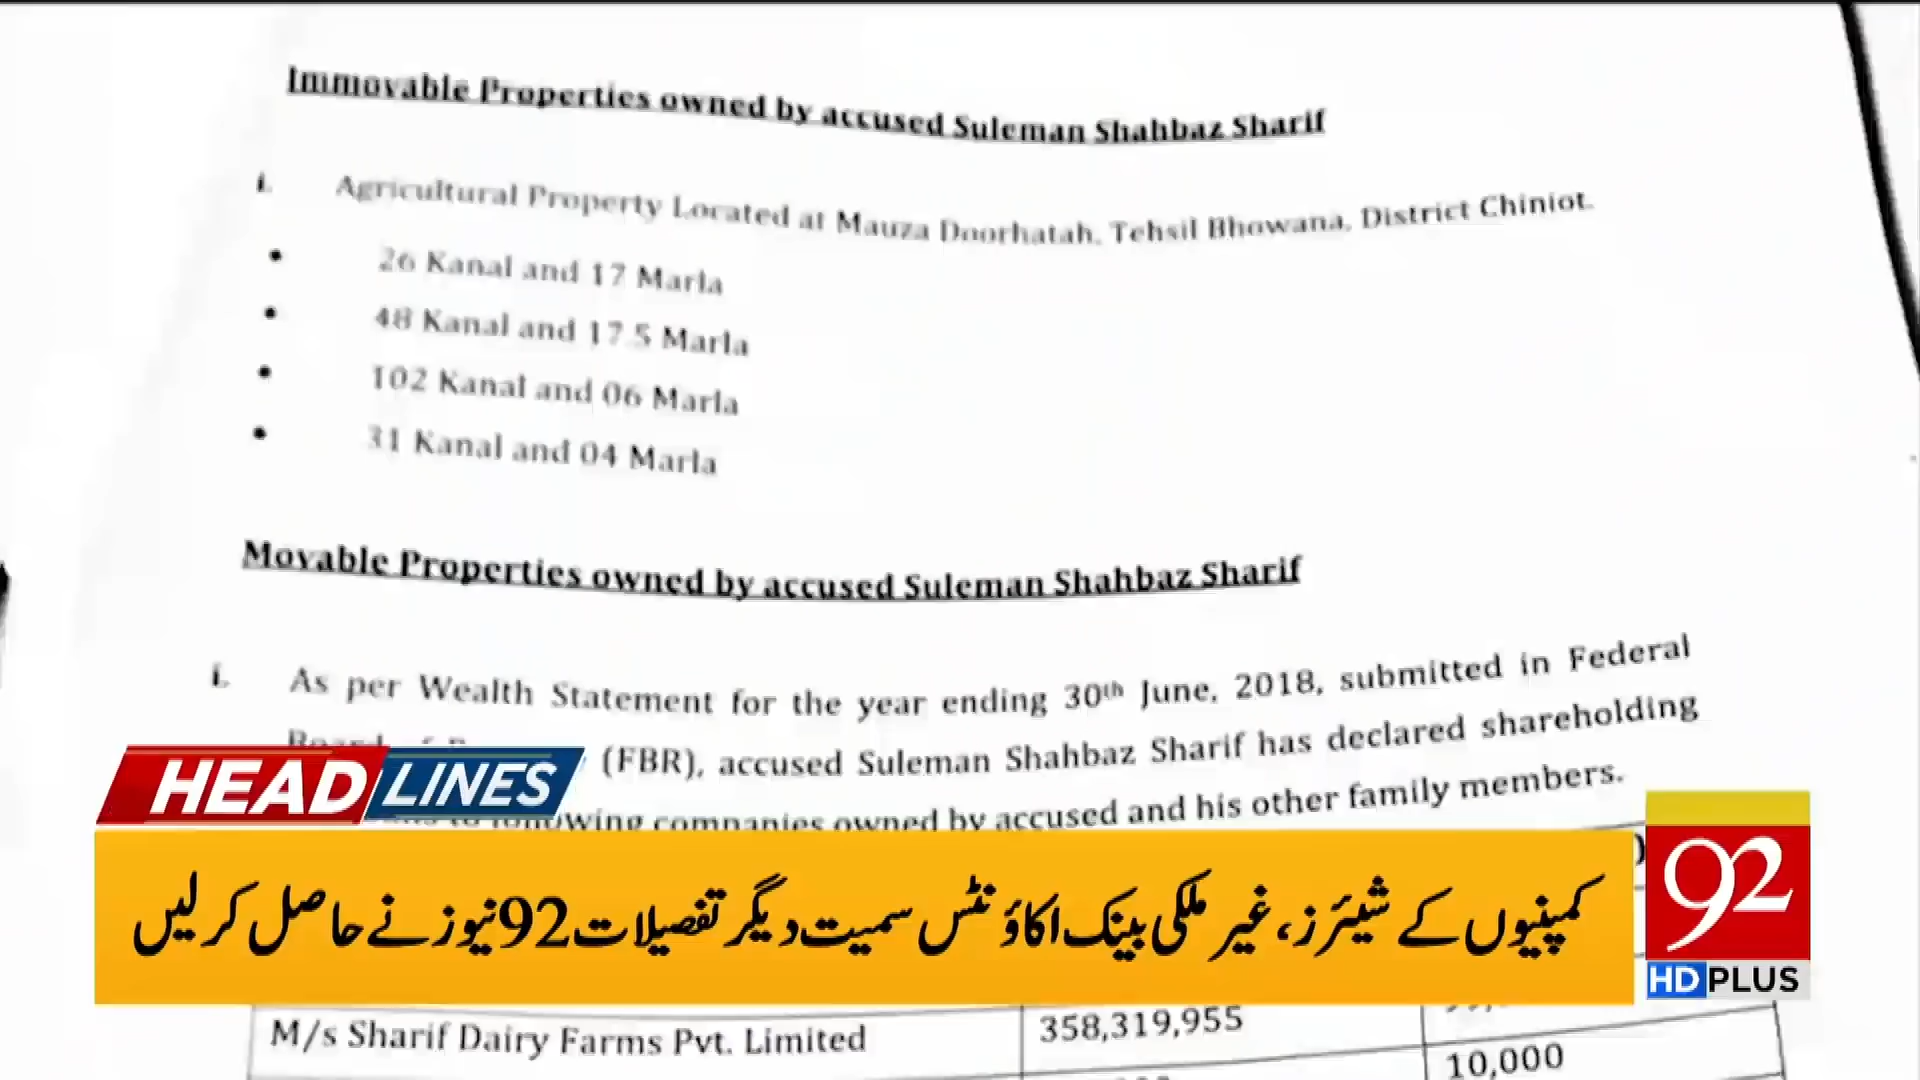 Immovable Properties owned by accused Suleman Shahbaz Sharif
i. Agricultural Property Located at Mauza Doorhatah, Tehsil Bhowana, District Chiniot.
• 26 Kanal and 17 Marla
• 48 Kanal and 17.5 Marla
• 102 Kanal and 06 Marla
• 31 Kanal and 04 Marla
Movable Properties owned by accused Suleman Shahbaz Sharif
i. As per Wealth Statement for the year ending 30th June, 2018, submitted in Federal
(FBR), accused Suleman Shahbaz Sharif has declared shareholding
following companies owned by accused and his other family members.
HEADLINES
کمپنیوں کے شیئرز، غیر ملکی بینک اکاؤنٹس سمیت دیگر تفصیلات 92 نیوز نے حاصل کر لیں
92
HD PLUS
M/s Sharif Dairy Farms Pvt. Limited 358,319,955
10,000